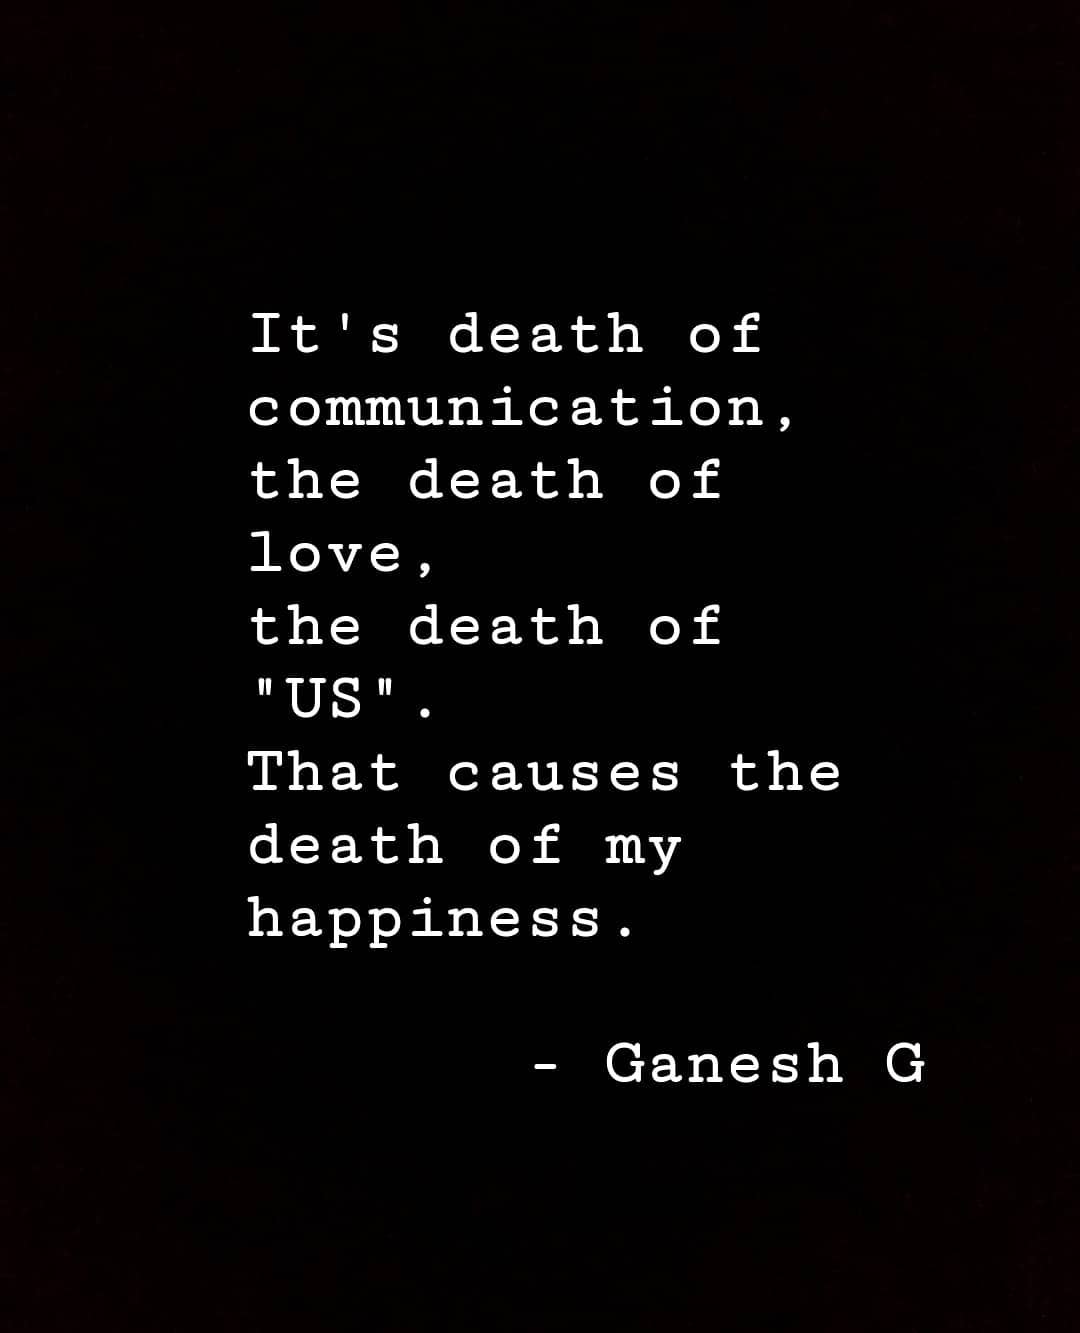 It's death of
communication,
the death of
love,
the death of
"US".
That causes the
death of my
happiness.
- Ganesh G